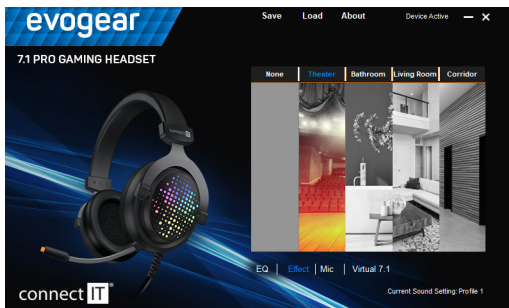 evogear
Save Load About Device Active
7.1 PRO GAMING HEADSET
None Theater Bathroom Living Room Corridor
EQ | Effect | Mic | Virtual 7.1
connect IT®
Current Sound Setting: Profile 1